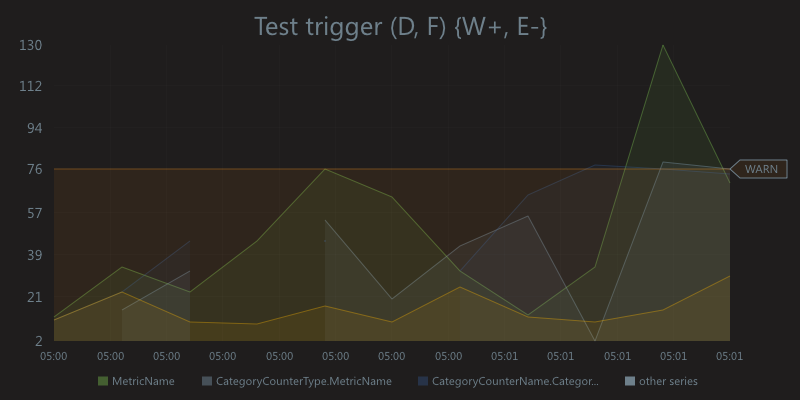 Test trigger (D, F) {W+, E-}
130
112
94
76
WARN
57
39
21
2
05:00 05:00 05:00 05:00 05:00 05:00 05:00 05:00 05:01 05:01 05:01 05:01 05:01
MetricName CategoryCounterType.MetricName CategoryCounterName.Categor... other series